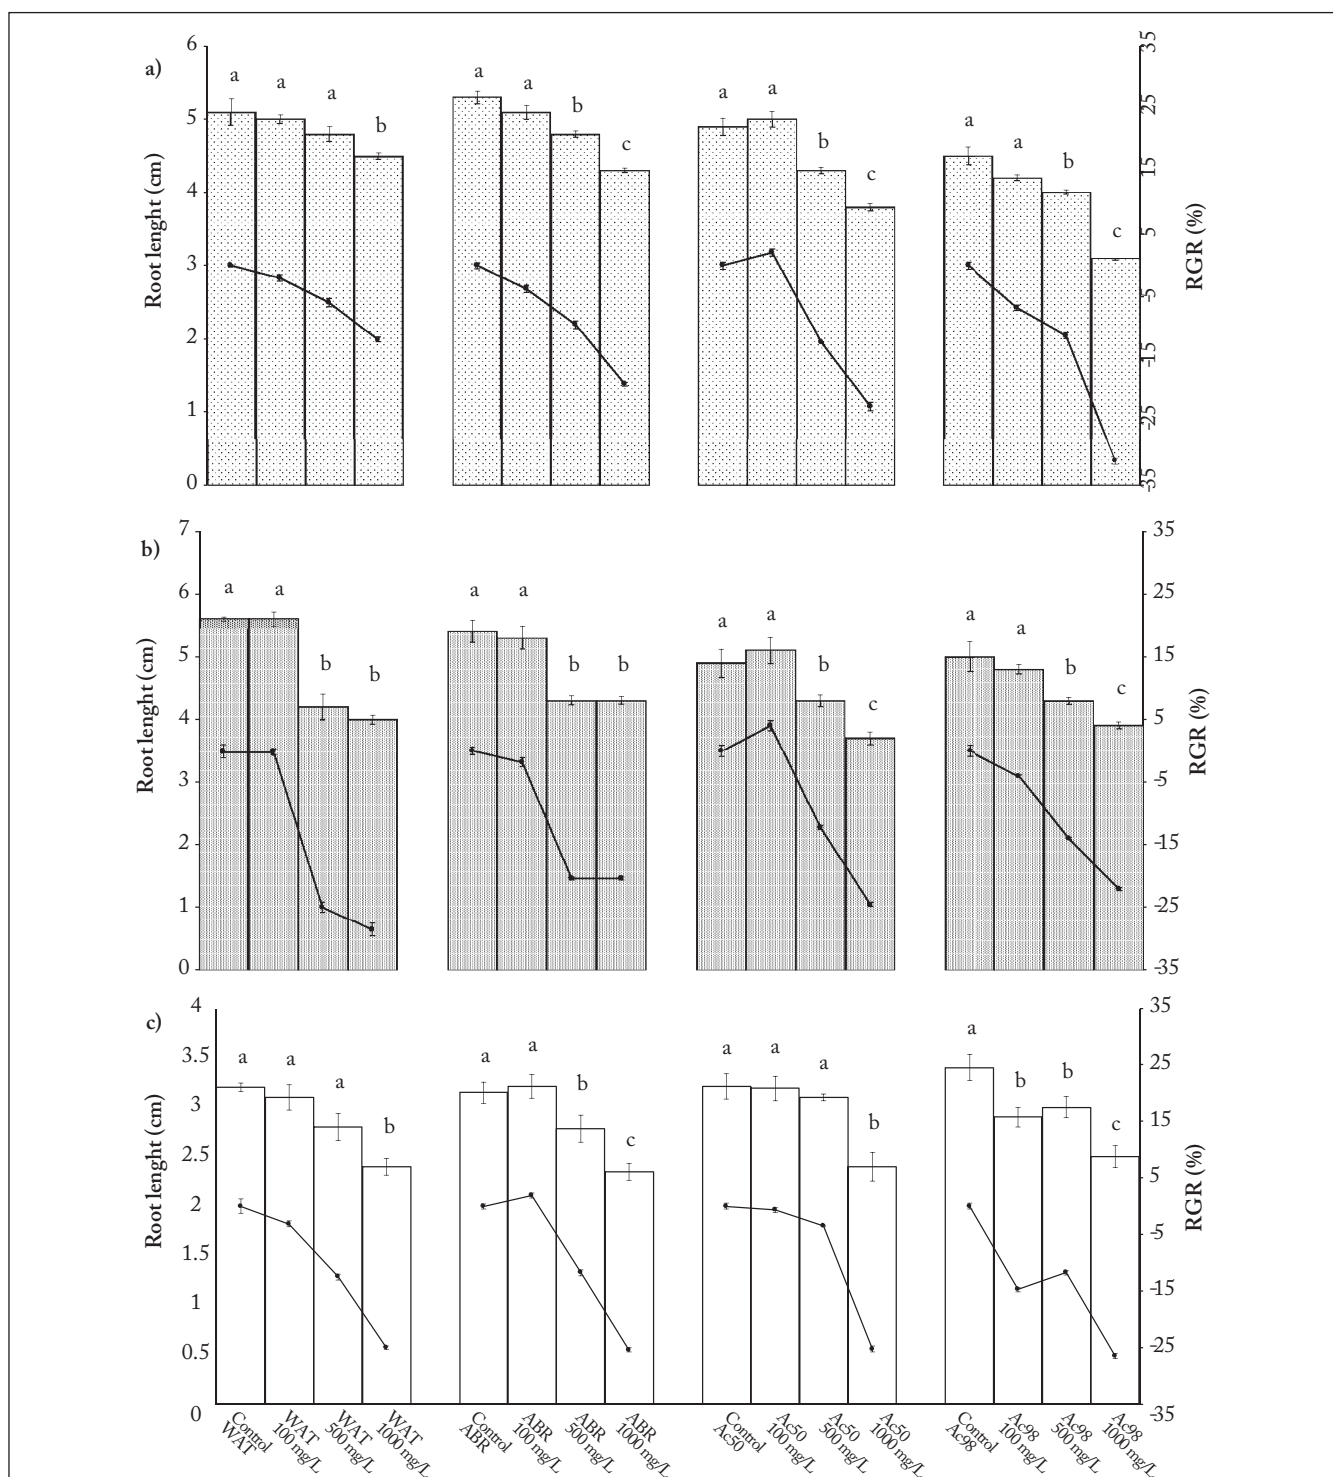 a)
Root lenght (cm)
6
5
4
3
2
1
0
a a a b
a a b c
a a b c
a a b c
35
25
15
5
-5
-15
-25
-35
RGR (%)
b)
Root lenght (cm)
7
6
5
4
3
2
1
0
a a b b
a a b b
a a b c
a a b c
35
25
15
5
-5
-15
-25
-35
RGR (%)
c)
Root lenght (cm)
4
3.5
3
2.5
2
1.5
1
0.5
0
a a a b
a a b c
a a a b
a b b c
35
25
15
5
-5
-15
-25
-35
RGR (%)
Control
WAT
WAT
100 mg/L
WAT
500 mg/L
WAT
1000 mg/L
Control
ABR
ABR
100 mg/L
ABR
500 mg/L
ABR
1000 mg/L
Control
Ac50
Ac50
100 mg/L
Ac50
500 mg/L
Ac50
1000 mg/L
Control
Ac98
Ac98
100 mg/L
Ac98
500 mg/L
Ac98
1000 mg/L